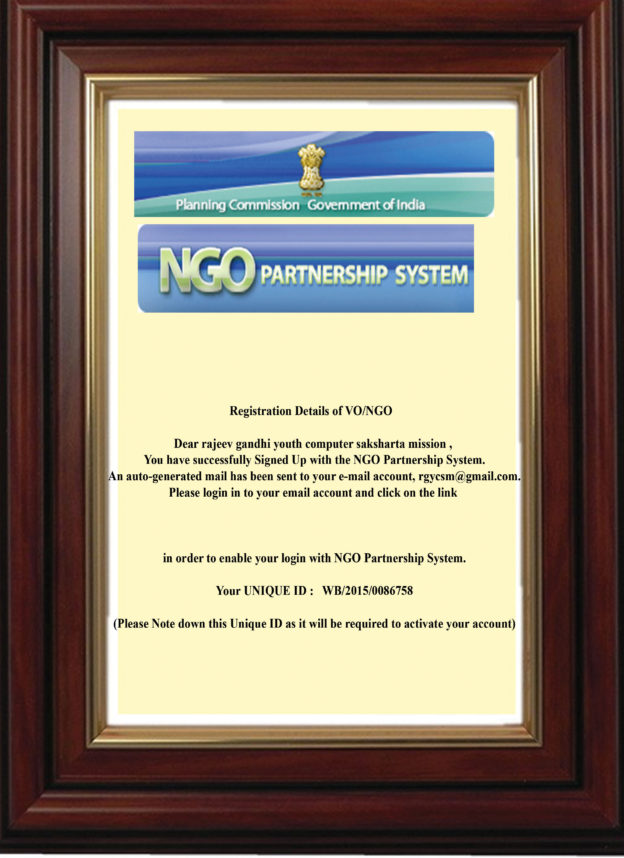 Planning Commission Government of India
NGO PARTNERSHIP SYSTEM
Registration Details of VO/NGO
Dear rajeev gandhi youth computer saksharta mission ,
You have successfully Signed Up with the NGO Partnership System.
An auto-generated mail has been sent to your e-mail account, rgycsm@gmail.com.
Please login in to your email account and click on the link
in order to enable your login with NGO Partnership System.
Your UNIQUE ID : WB/2015/0086758
(Please Note down this Unique ID as it will be required to activate your account)